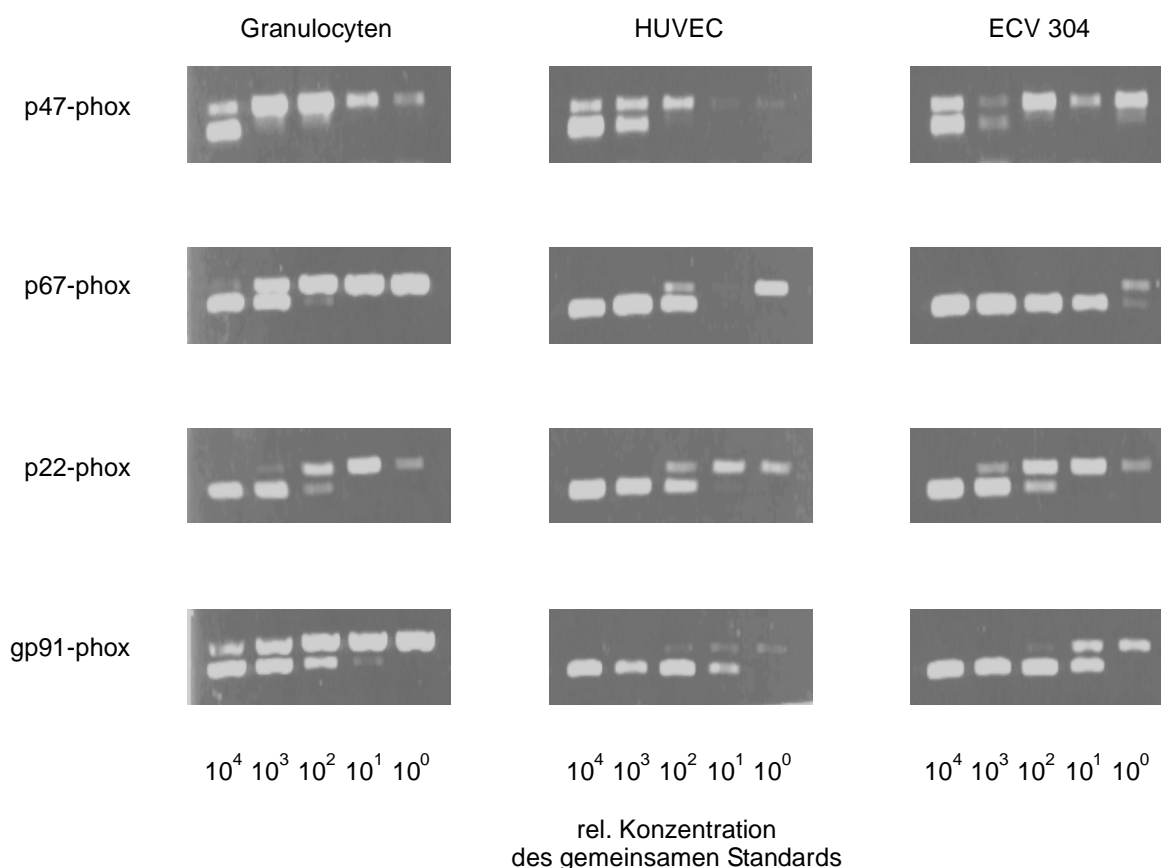 Granulocyten HUVEC ECV 304
p47-phox
p67-phox
p22-phox
gp91-phox
10⁴ 10³ 10² 10¹ 10⁰ 10⁴ 10³ 10² 10¹ 10⁰ 10⁴ 10³ 10² 10¹ 10⁰
rel. Konzentration
des gemeinsamen Standards